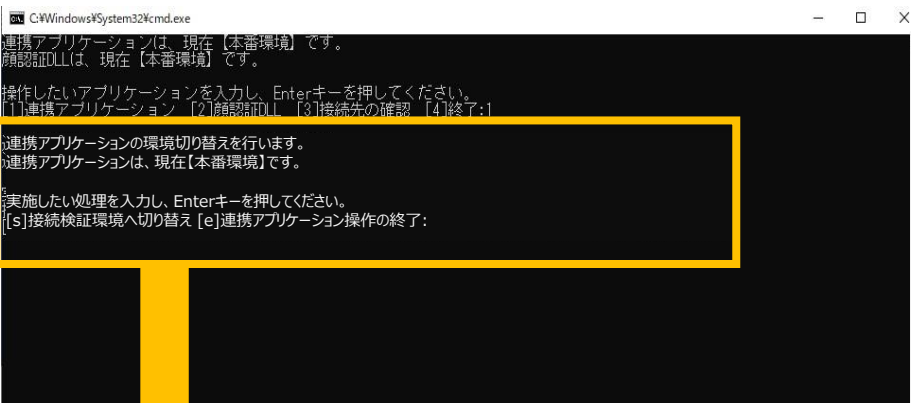 C:¥Windows¥System32¥cmd.exe
連携アプリケーションは、現在【本番環境】です。
顔認証DLLは、現在【本番環境】です。
操作したいアプリケーションを入力し、Enterキーを押してください。
[1]連携アプリケーション [2]顔認証DLL [3]接続先の確認 [4]終了:1
連携アプリケーションの環境切り替えを行います。
連携アプリケーションは、現在【本番環境】です。
実施したい処理を入力し、Enterキーを押してください。
[s]接続検証環境へ切り替え [e]連携アプリケーション操作の終了: